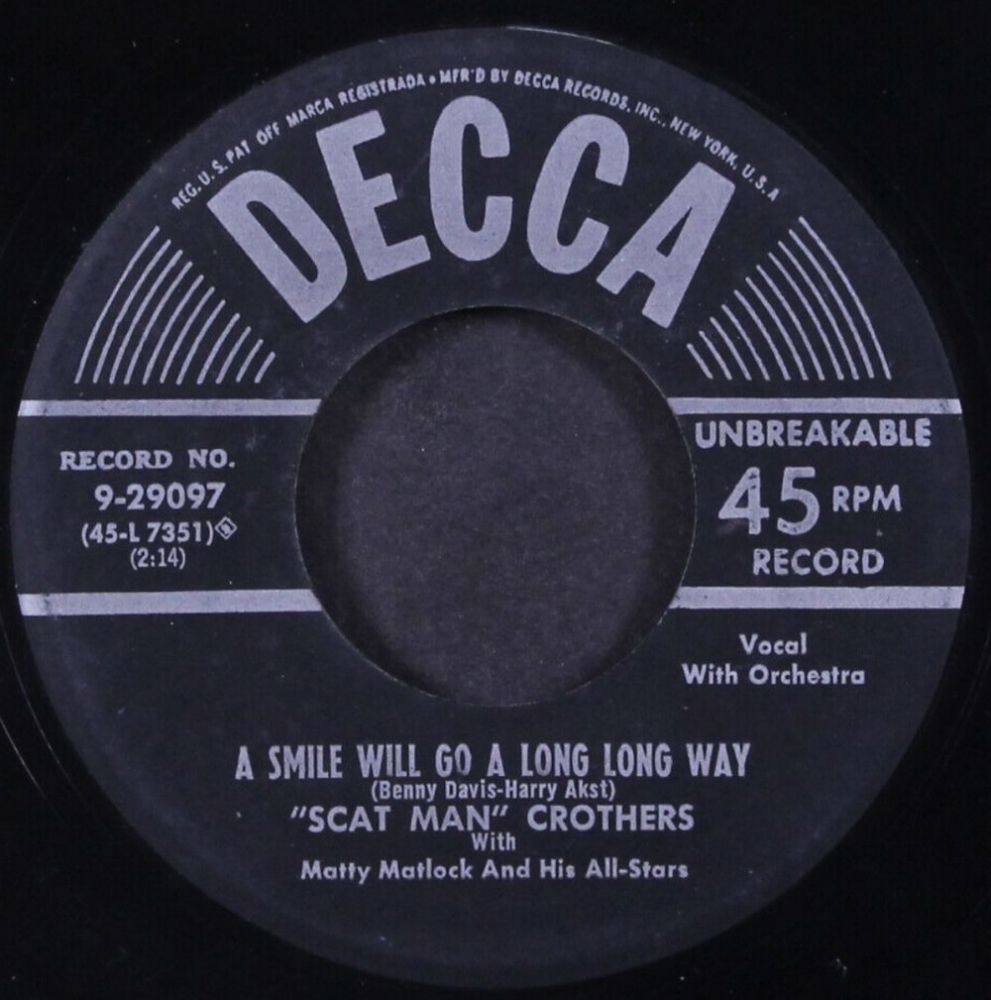 REG. U. S. PAT OFF MARCA REGISTRADA • MFR'D BY DECCA RECORDS, INC., NEW YORK, U. S. A
DECCA
RECORD NO.
9-29097
(45-L 7351)
(2:14)
UNBREAKABLE
45 RPM
RECORD
Vocal
With Orchestra
A SMILE WILL GO A LONG LONG WAY
(Benny Davis-Harry Akst)
"SCAT MAN" CROTHERS
With
Matty Matlock And His All-Stars